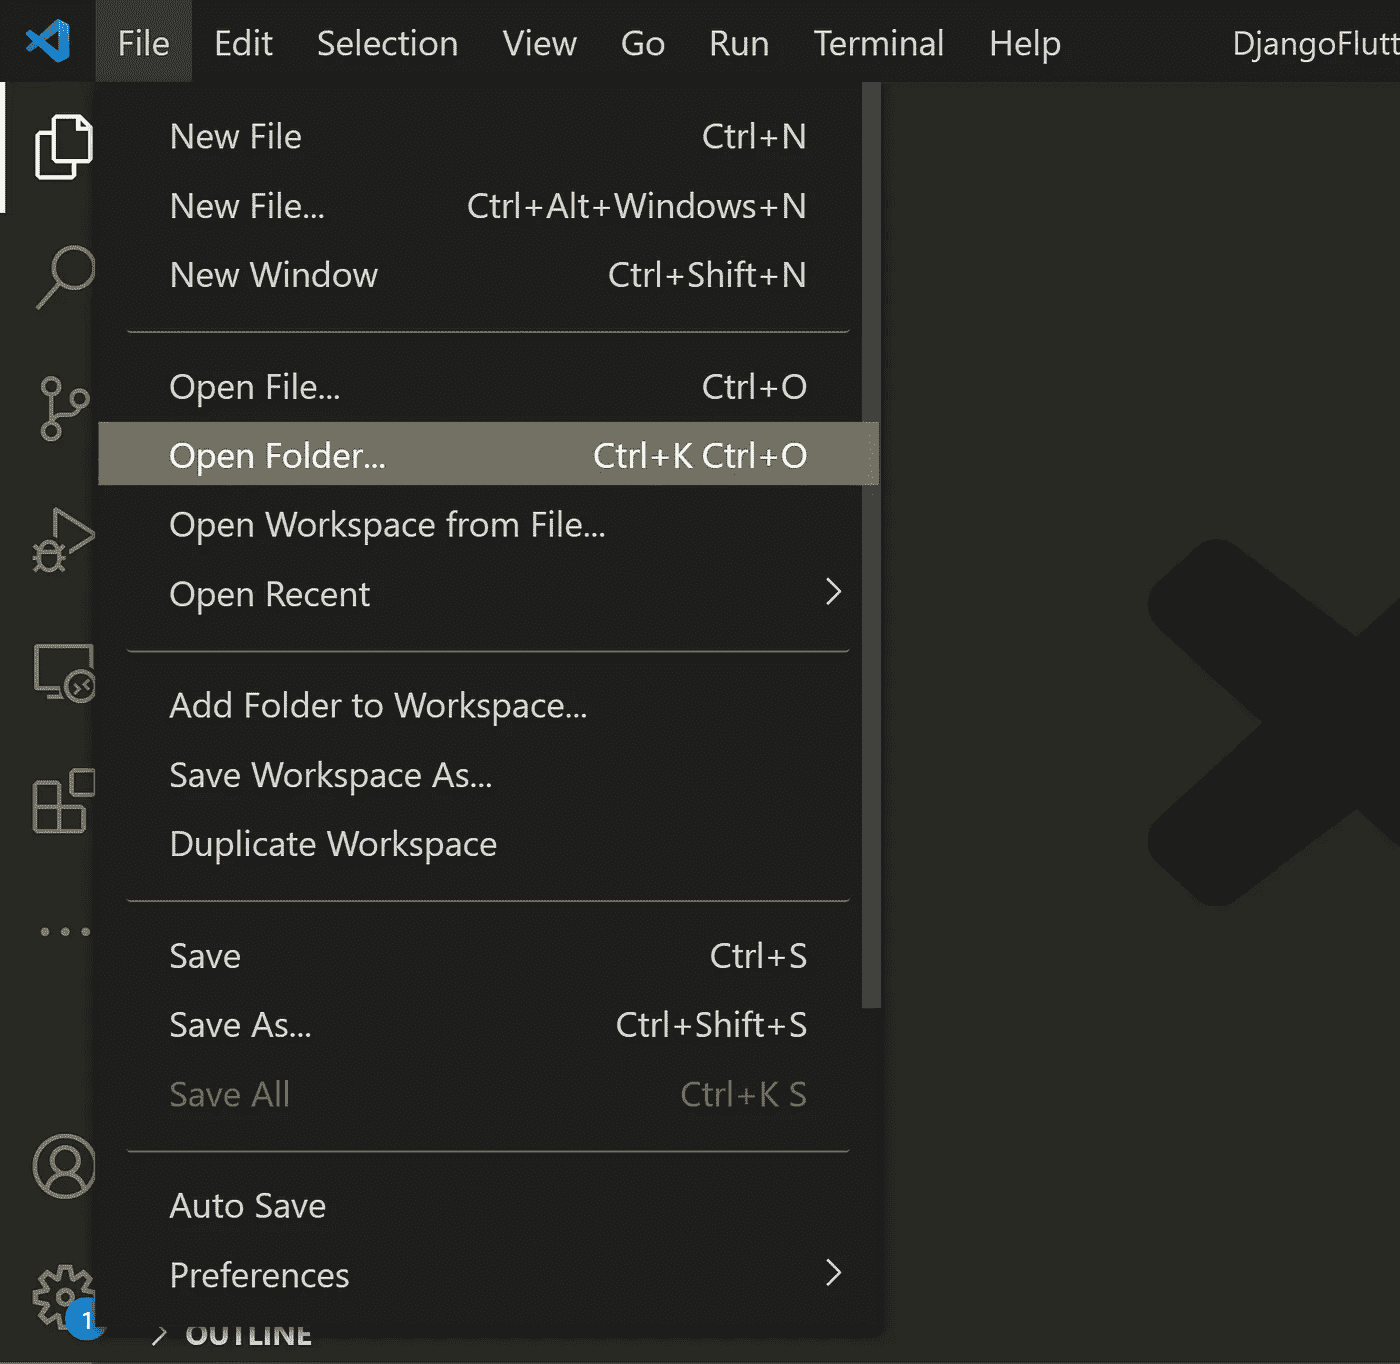 File Edit Selection View Go Run Terminal Help DjangoFlutt
New File Ctrl+N
New File... Ctrl+Alt+Windows+N
New Window Ctrl+Shift+N
Open File... Ctrl+O
Open Folder... Ctrl+K Ctrl+O
Open Workspace from File...
Open Recent
Add Folder to Workspace...
Save Workspace As...
Duplicate Workspace
Save Ctrl+S
Save As... Ctrl+Shift+S
Save All Ctrl+K S
Auto Save
Preferences
1
OUTLINE